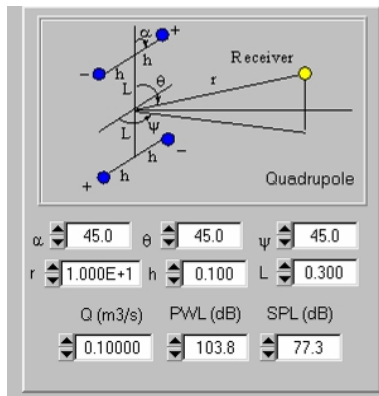 α +
h
h Receiver
− L θ r
L ψ
h −
+ h
Quadrupole
α 45.0 θ 45.0 ψ 45.0
r 1.000E+1 h 0.100 L 0.300
Q (m3/s) PWL (dB) SPL (dB)
0.10000 103.8 77.3